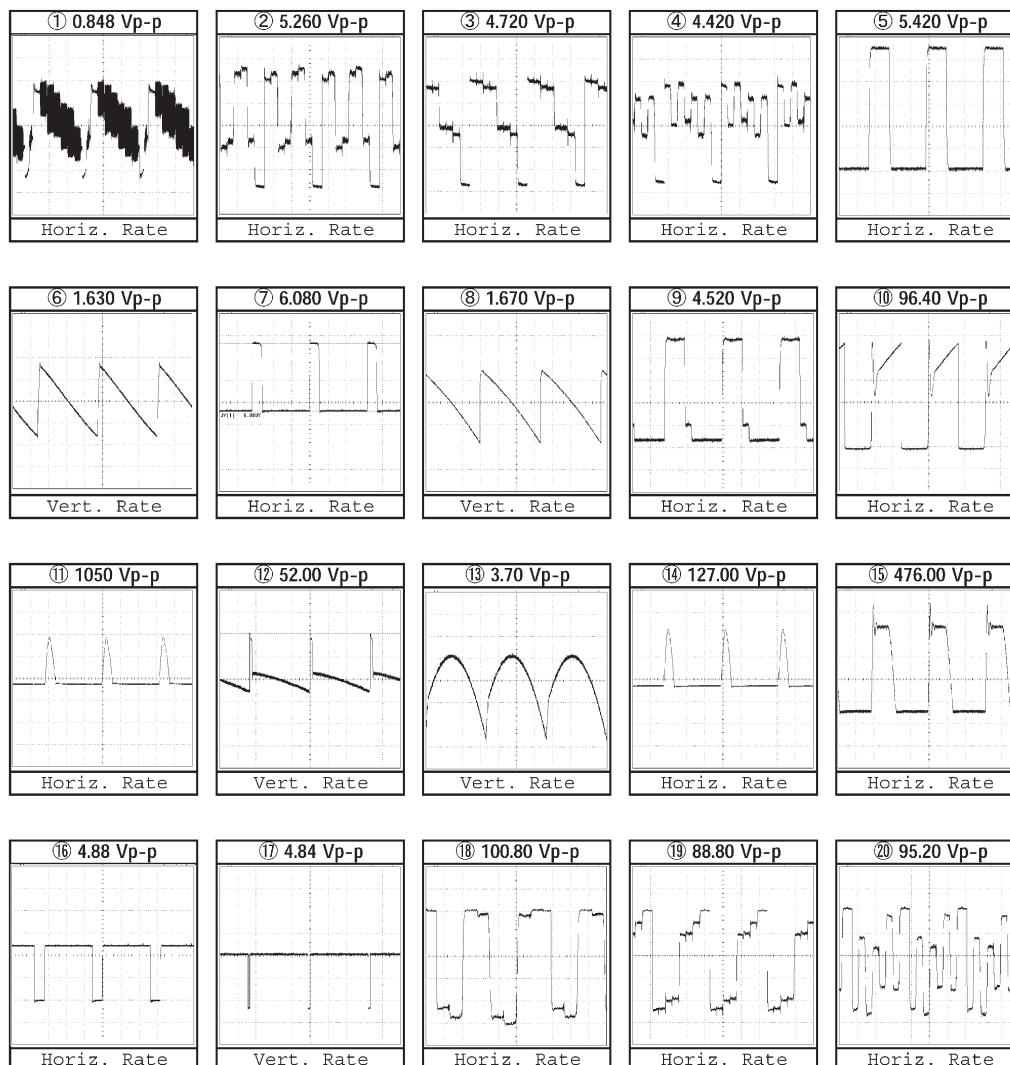 ① 0.848 Vp-p
② 5.260 Vp-p
③ 4.720 Vp-p
④ 4.420 Vp-p
⑤ 5.420 Vp-p
Horiz. Rate
Horiz. Rate
Horiz. Rate
Horiz. Rate
Horiz. Rate
⑥ 1.630 Vp-p
⑦ 6.080 Vp-p
⑧ 1.670 Vp-p
⑨ 4.520 Vp-p
⑩ 96.40 Vp-p
Vert. Rate
Horiz. Rate
Vert. Rate
Horiz. Rate
Horiz. Rate
⑪ 1050 Vp-p
⑫ 52.00 Vp-p
⑬ 3.70 Vp-p
⑭ 127.00 Vp-p
⑮ 476.00 Vp-p
Horiz. Rate
Vert. Rate
Vert. Rate
Horiz. Rate
Horiz. Rate
⑯ 4.88 Vp-p
⑰ 4.84 Vp-p
⑱ 100.80 Vp-p
⑲ 88.80 Vp-p
⑳ 95.20 Vp-p
Horiz. Rate
Vert. Rate
Horiz. Rate
Horiz. Rate
Horiz. Rate